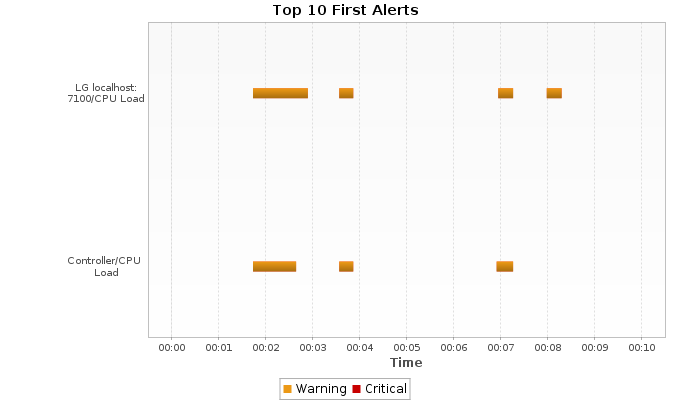 Top 10 First Alerts
LG localhost:
7100/CPU Load
Controller/CPU
Load
00:00 00:01 00:02 00:03 00:04 00:05 00:06 00:07 00:08 00:09 00:10
Time
Warning Critical